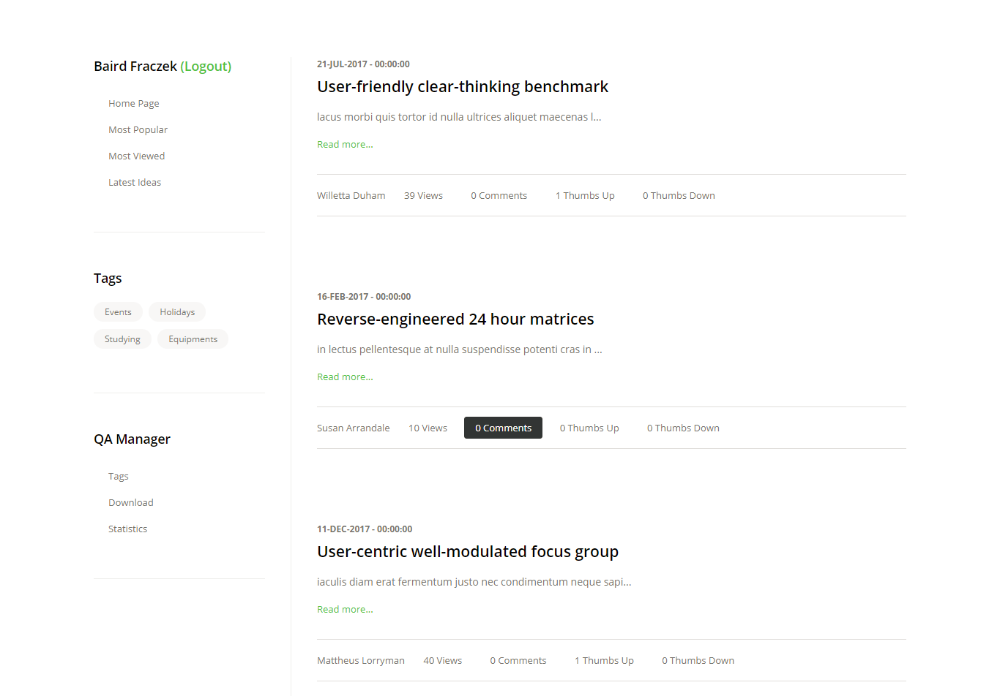 Baird Fraczek (Logout)
Home Page
Most Popular
Most Viewed
Latest Ideas
Tags
Events Holidays
Studying Equipments
QA Manager
Tags
Download
Statistics
21-JUL-2017 - 00:00:00
User-friendly clear-thinking benchmark
lacus morbi quis tortor id nulla ultrices aliquet maecenas l...
Read more...
Willetta Duham 39 Views 0 Comments 1 Thumbs Up 0 Thumbs Down
16-FEB-2017 - 00:00:00
Reverse-engineered 24 hour matrices
in lectus pellentesque at nulla suspendisse potenti cras in ...
Read more...
Susan Arrandale 10 Views 0 Comments 0 Thumbs Up 0 Thumbs Down
11-DEC-2017 - 00:00:00
User-centric well-modulated focus group
iaculis diam erat fermentum justo nec condimentum neque sapi...
Read more...
Mattheus Lorryman 40 Views 0 Comments 1 Thumbs Up 0 Thumbs Down